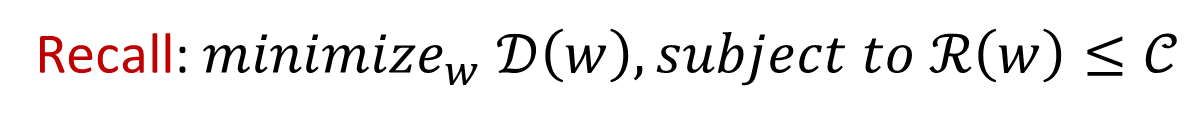 Recall: 𝑚𝑖𝑛𝑖𝑚𝑖𝑧𝑒_𝑤 𝒟(𝑤), 𝑠𝑢𝑏𝑗𝑒𝑐𝑡 𝑡𝑜 ℛ(𝑤) ≤ 𝒞